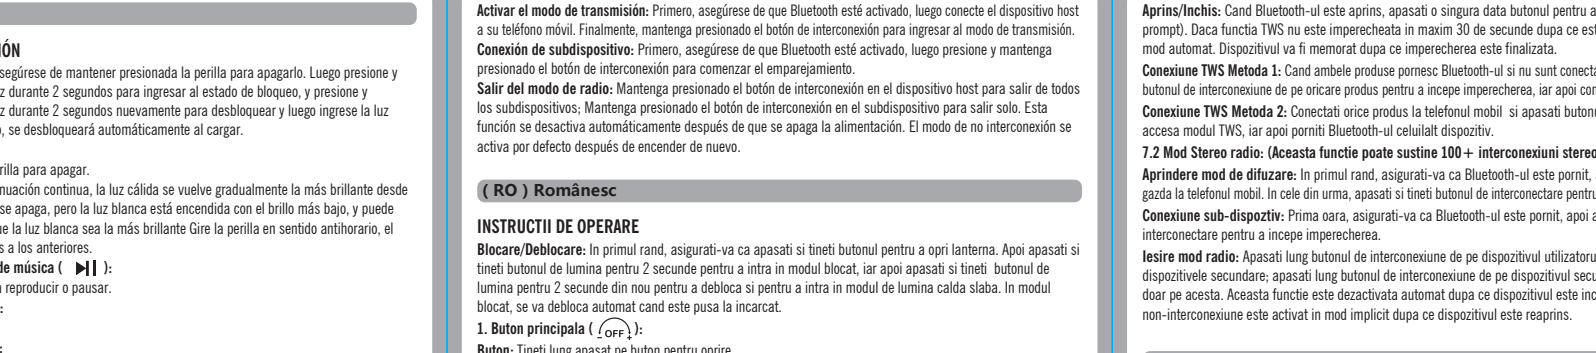 IÓN
segúrese de mantener presionada la perilla para apagarlo. Luego presione y
z durante 2 segundos para ingresar al estado de bloqueo, y presione y
z durante 2 segundos nuevamente para desbloquear y luego ingrese la luz
, se desbloqueará automáticamente al cargar.
rilla para apagar.
nuación continua, la luz cálida se vuelve gradualmente la más brillante desde
se apaga, pero la luz blanca está encendida con el brillo más bajo, y puede
ue la luz blanca sea la más brillante Gire la perilla en sentido antihorario, el
s a los anteriores.
de música ( ):
a reproducir o pausar.
:
Activar el modo de transmisión: Primero, asegúrese de que Bluetooth esté activado, luego conecte el dispositivo host
a su teléfono móvil. Finalmente, mantenga presionado el botón de interconexión para ingresar al modo de transmisión.
Conexión de subdispositivo: Primero, asegúrese de que Bluetooth esté activado, luego presione y mantenga
presionado el botón de interconexión para comenzar el emparejamiento.
Salir del modo de radio: Mantenga presionado el botón de interconexión en el dispositivo host para salir de todos
los subdispositivos; Mantenga presionado el botón de interconexión en el subdispositivo para salir solo. Esta
función se desactiva automáticamente después de que se apaga la alimentación. El modo de no interconexión se
activa por defecto después de encender de nuevo.
( RO ) Românesc
INSTRUCTII DE OPERARE
Blocare/Deblocare: In primul rand, asigurati-va ca apasati si tineti butonul pentru a opri lanterna. Apoi apasati si
tineti butonul de lumina pentru 2 secunde pentru a intra in modul blocat, iar apoi apasati si tineti butonul de
lumina pentru 2 secunde din nou pentru a debloca si pentru a intra in modul de lumina calda slaba. In modul
blocat, se va debloca automat cand este pusa la incarcat.
1. Buton principala ( OFF ):
Buton: Tineti lung apasat pe buton pentru oprire
Aprins/Inchis: Cand Bluetooth-ul este aprins, apasati o singura data butonul pentru a
prompt). Daca functia TWS nu este imperecheata in maxim 30 de secunde dupa ce est
mod automat. Dispozitivul va fi memorat dupa ce imperecherea este finalizata.
Conexiune TWS Metoda 1: Cand ambele produse pornesc Bluetooth-ul si nu sunt conecta
butonul de interconexiune de pe oricare produs pentru a incepe imperecherea, iar apoi con
Conexiune TWS Metoda 2: Conectati orice produs la telefonul mobil si apasati buton
accesa modul TWS, iar apoi porniti Bluetooth-ul celuilalt dispozitiv.
7.2 Mod Stereo radio: (Aceasta functie poate sustine 100+ interconexiuni stereo
Aprindere mod de difuzare: In primul rand, asigurati-va ca Bluetooth-ul este pornit,
gazda la telefonul mobil. In cele din urma, apasati si tineti butonul de interconectare pentru
Conexiune sub-dispoztiv: Prima oara, asigurati-va ca Bluetooth-ul este pornit, apoi a
interconectare pentru a incepe imperecherea.
Iesire mod radio: Apasati lung butonul de interconexiune de pe dispozitivul utilizatoru
dispozitivele secundare; apasati lung butonul de interconexiune de pe dispozitivul secu
doar pe acesta. Aceasta functie este dezactivata automat dupa ce dispozitivul este inc
non-interconexiune este activat in mod implicit dupa ce dispozitivul este reaprins.